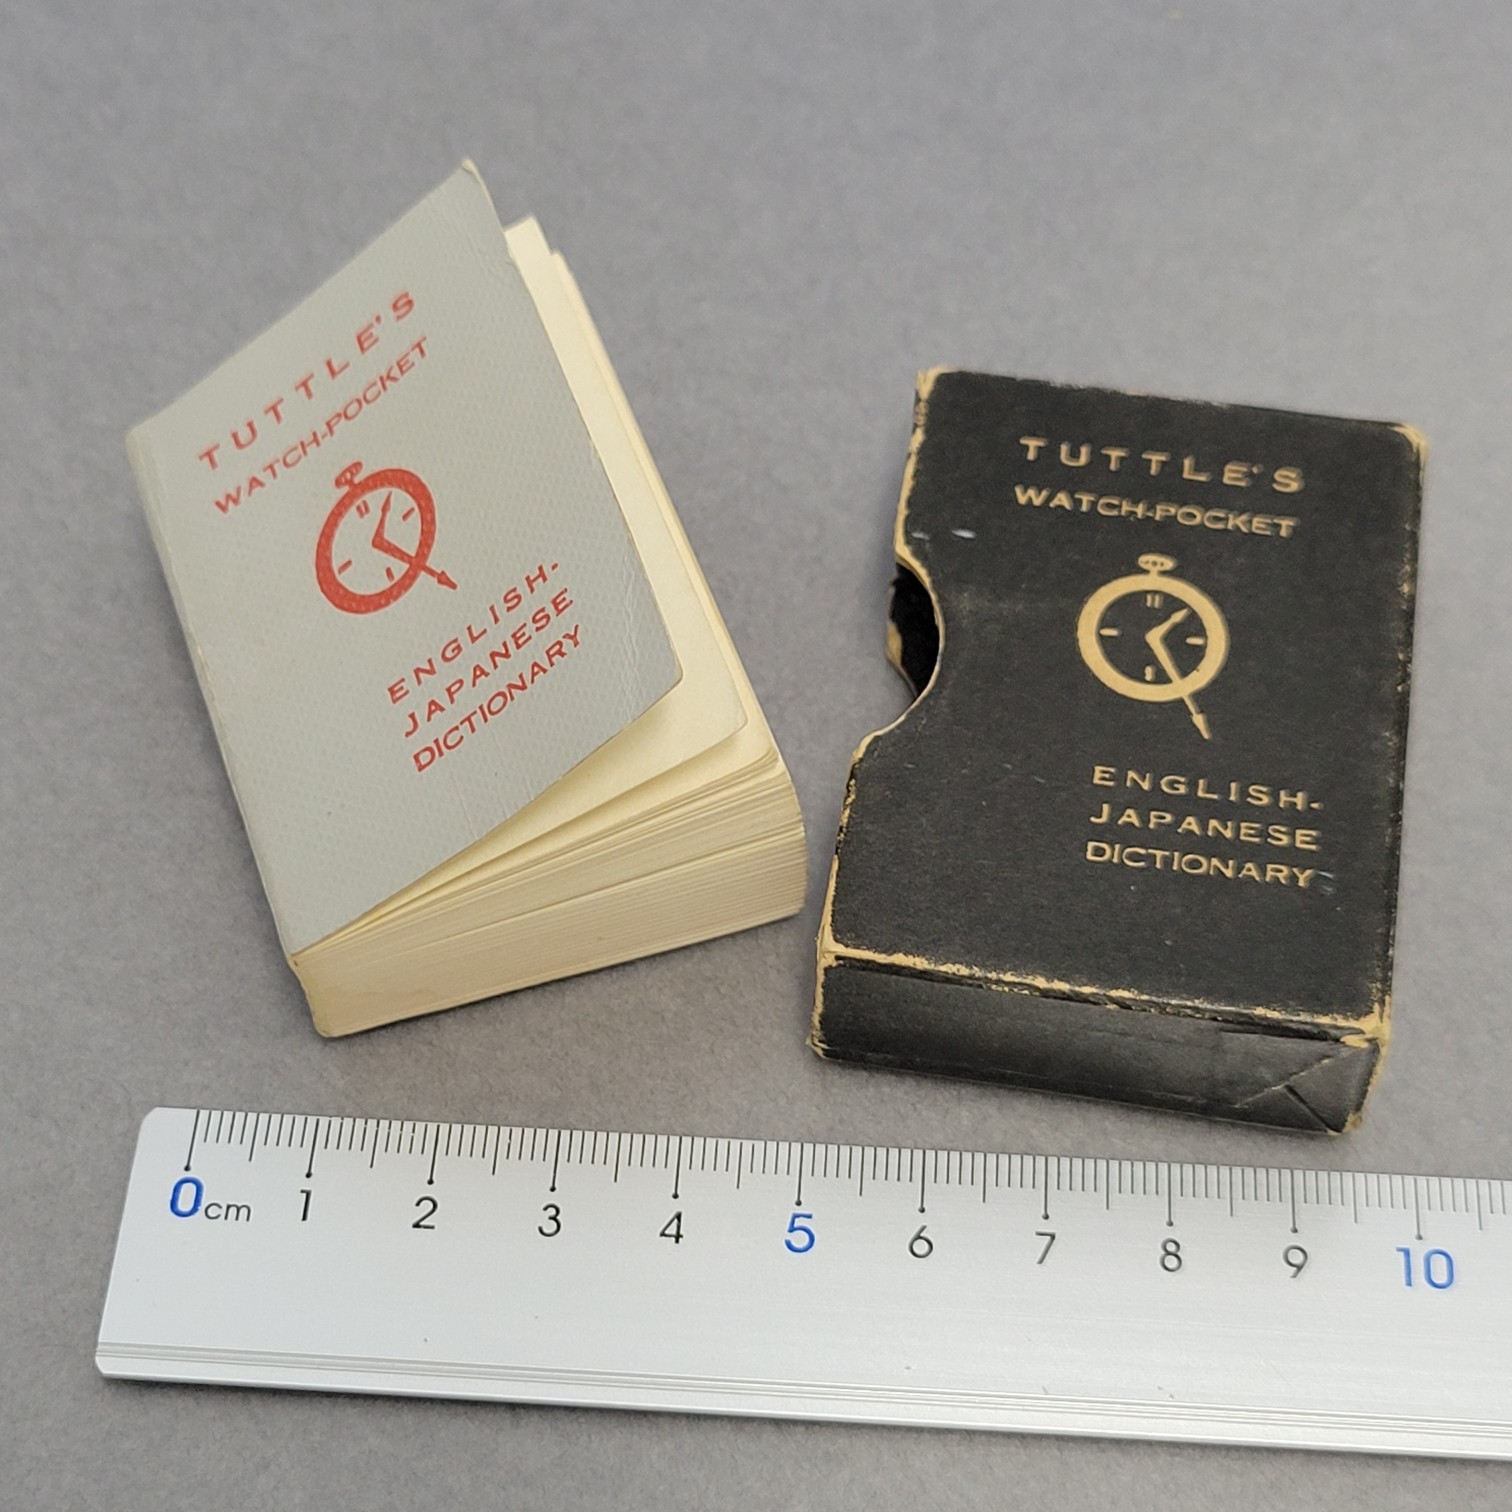 TUTTLE'S
WATCH-POCKET
ENGLISH-
JAPANESE
DICTIONARY
TUTTLE'S
WATCH-POCKET
ENGLISH-
JAPANESE
DICTIONARY
0cm 1 2 3 4 5 6 7 8 9 10